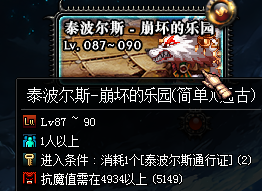 泰波尔斯 - 崩坏的乐园
Lv. 087~090
泰波尔斯-崩坏的乐园(简单 古)
Lv Lv87 ~ 90
1人以上
进入条件：消耗1个[泰波尔斯通行证] (2)
抗魔值需在4934以上 (5149)